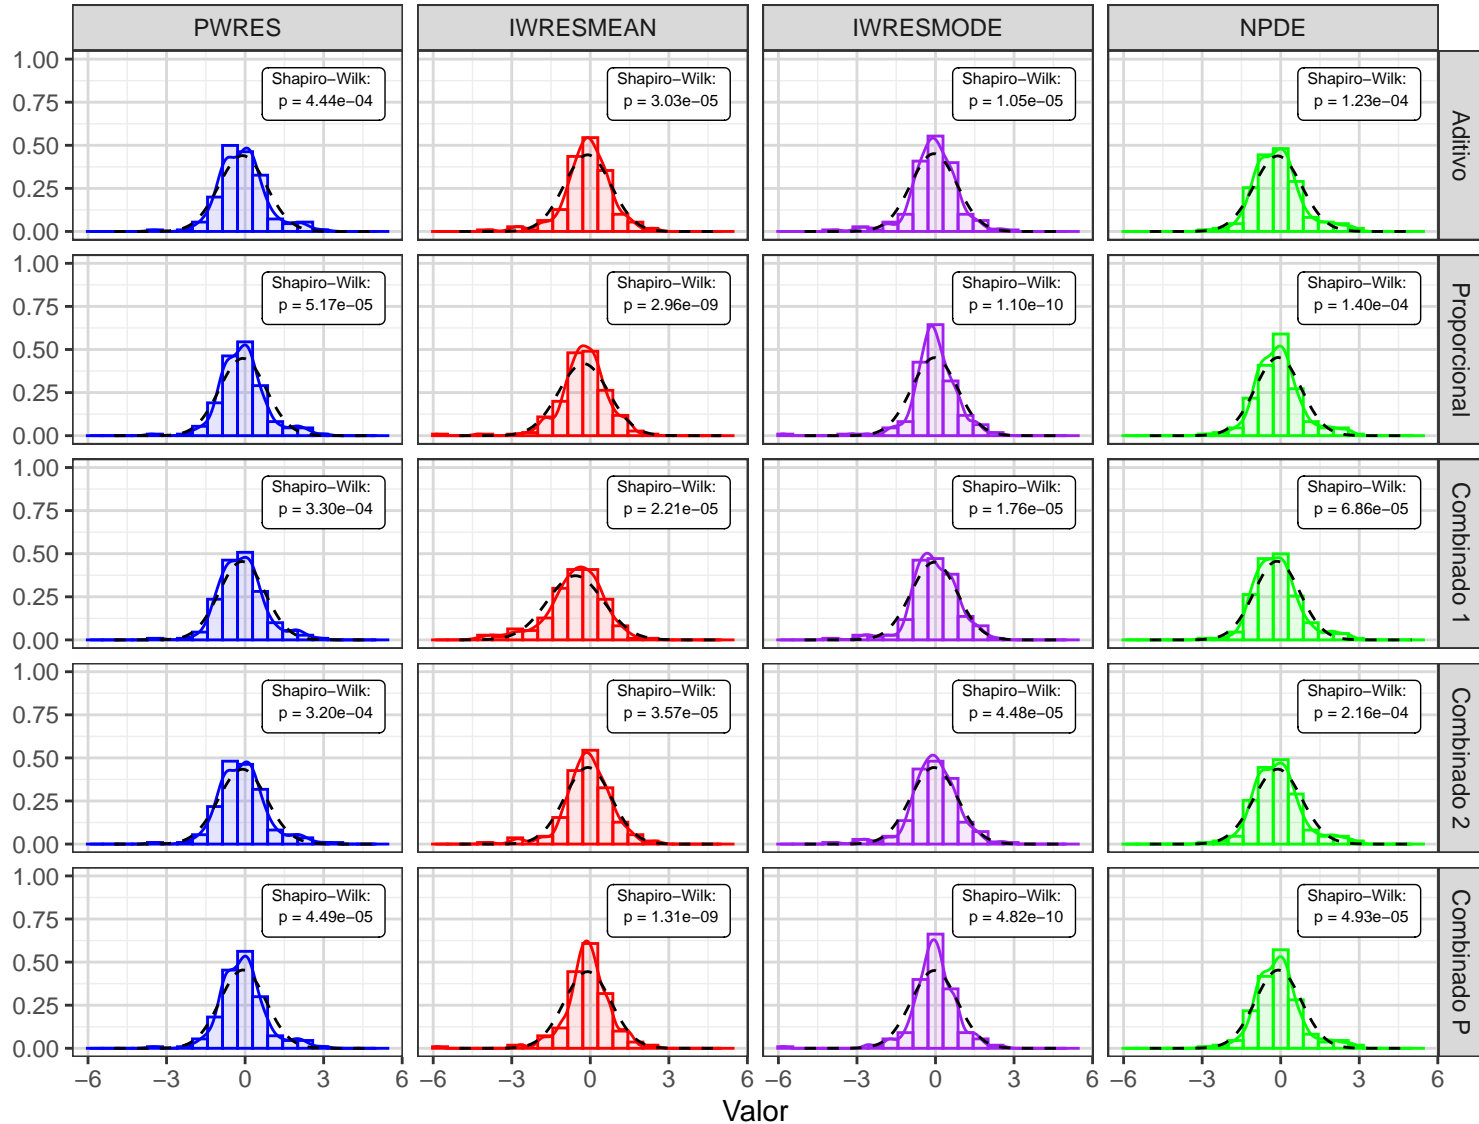 PWRES IWRESMEAN IWRESMODE NPDE
1.00
0.75
0.50
0.25
0.00
Shapiro−Wilk:
p = 4.44e−04
Shapiro−Wilk:
p = 3.03e−05
Shapiro−Wilk:
p = 1.05e−05
Shapiro−Wilk:
p = 1.23e−04
Aditivo
1.00
0.75
0.50
0.25
0.00
Shapiro−Wilk:
p = 5.17e−05
Shapiro−Wilk:
p = 2.96e−09
Shapiro−Wilk:
p = 1.10e−10
Shapiro−Wilk:
p = 1.40e−04
Proporcional
1.00
0.75
0.50
0.25
0.00
Shapiro−Wilk:
p = 3.30e−04
Shapiro−Wilk:
p = 2.21e−05
Shapiro−Wilk:
p = 1.76e−05
Shapiro−Wilk:
p = 6.86e−05
Combinado 1
1.00
0.75
0.50
0.25
0.00
Shapiro−Wilk:
p = 3.20e−04
Shapiro−Wilk:
p = 3.57e−05
Shapiro−Wilk:
p = 4.48e−05
Shapiro−Wilk:
p = 2.16e−04
Combinado 2
1.00
0.75
0.50
0.25
0.00
Shapiro−Wilk:
p = 4.49e−05
Shapiro−Wilk:
p = 1.31e−09
Shapiro−Wilk:
p = 4.82e−10
Shapiro−Wilk:
p = 4.93e−05
Combinado P
−6 −3 0 3 6 −6 −3 0 3 6 −6 −3 0 3 6 −6 −3 0 3 6
Valor